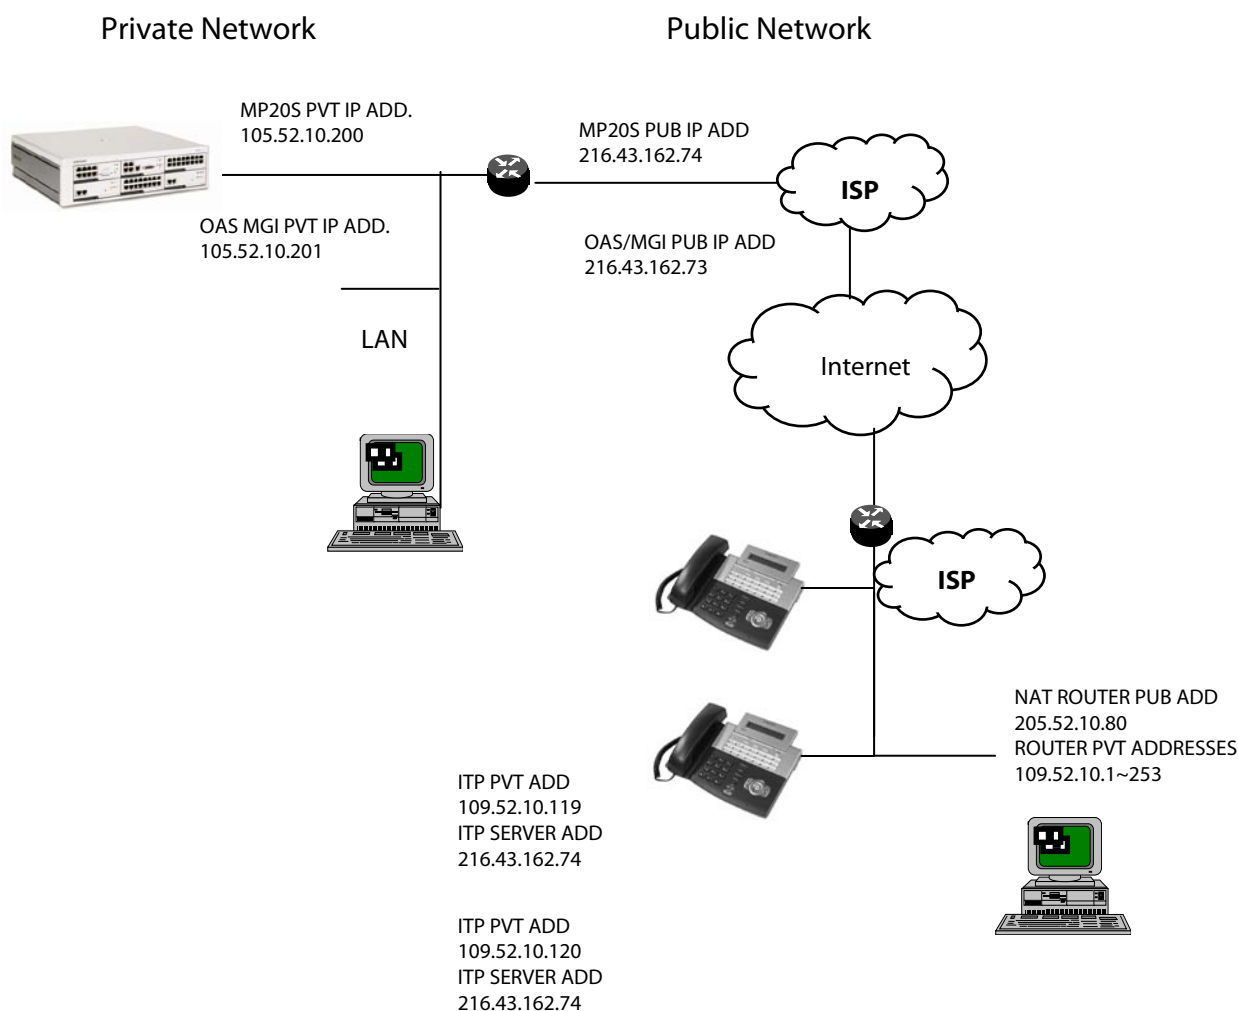 Private Network
Public Network
MP20S PVT IP ADD.
105.52.10.200
MP20S PUB IP ADD
216.43.162.74
ISP
OAS MGI PVT IP ADD.
105.52.10.201
OAS/MGI PUB IP ADD
216.43.162.73
LAN
Internet
ISP
NAT ROUTER PUB ADD
205.52.10.80
ROUTER PVT ADDRESSES
109.52.10.1~253
ITP PVT ADD
109.52.10.119
ITP SERVER ADD
216.43.162.74
ITP PVT ADD
109.52.10.120
ITP SERVER ADD
216.43.162.74